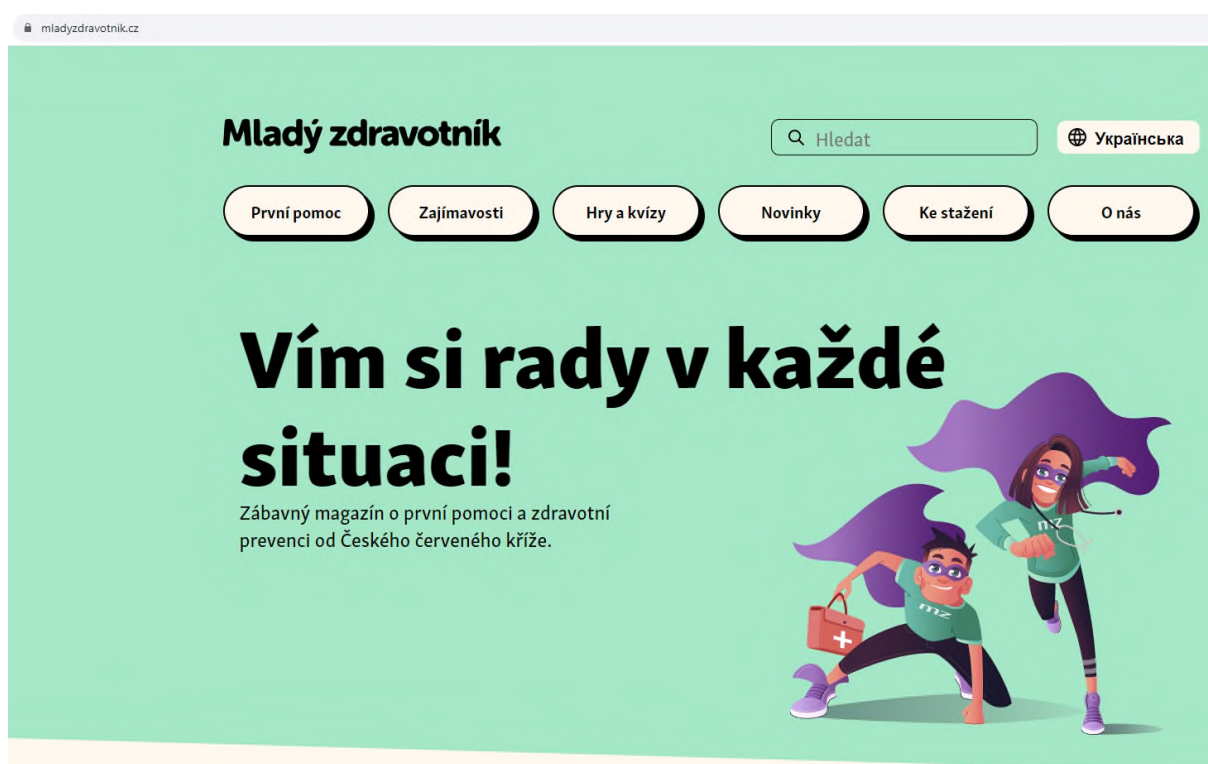 mladyzdravotnik.cz
Mladý zdravotník
Hledat
Українська
První pomoc
Zajímavosti
Hry a kvízy
Novinky
Ke stažení
O nás
Vím si rady v každé
situaci!
Zábavný magazín o první pomoci a zdravotní
prevenci od Českého červeného kříže.
mz
mz